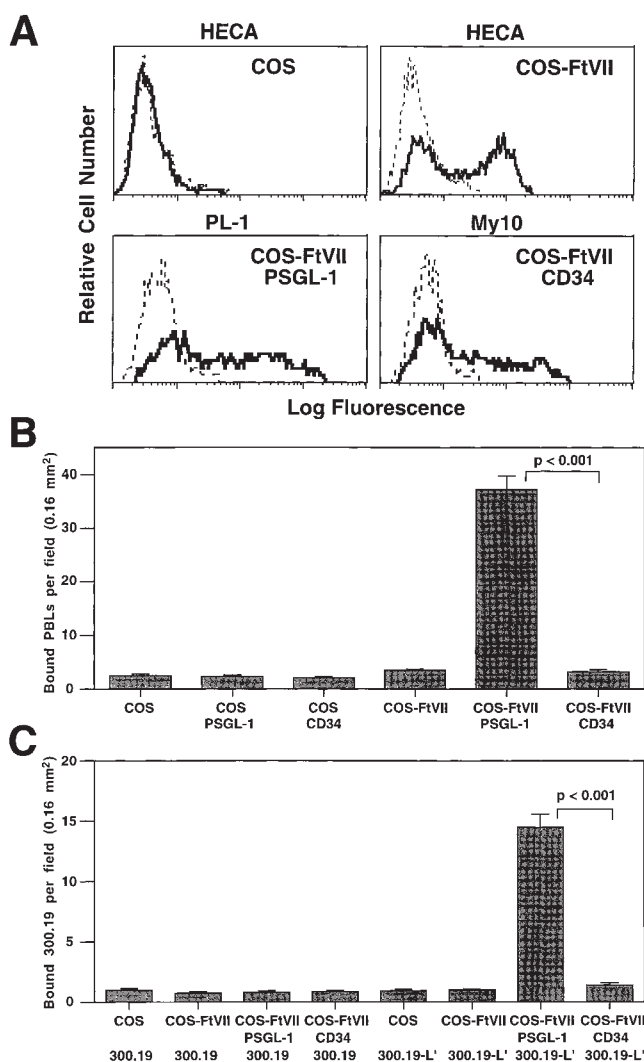 A
HECA
HECA
COS
COS-FtVII
Relative Cell Number
PL-1
My10
COS-FtVII
PSGL-1
COS-FtVII
CD34
Log Fluorescence
B
Bound PBLs per field (0.16 mm²)
40
30
20
10
0
p < 0.001
COS
COS
PSGL-1
COS
CD34
COS-FtVII
COS-FtVII
PSGL-1
COS-FtVII
CD34
C
Bound 300.19 per field (0.16 mm²)
20
15
10
5
0
p < 0.001
COS COS-FtVII COS-FtVII COS-FtVII COS COS-FtVII COS-FtVII COS-FtVII
PSGL-1 CD34 PSGL-1 CD34
300.19 300.19 300.19 300.19 300.19-L' 300.19-L' 300.19-L' 300.19-L'